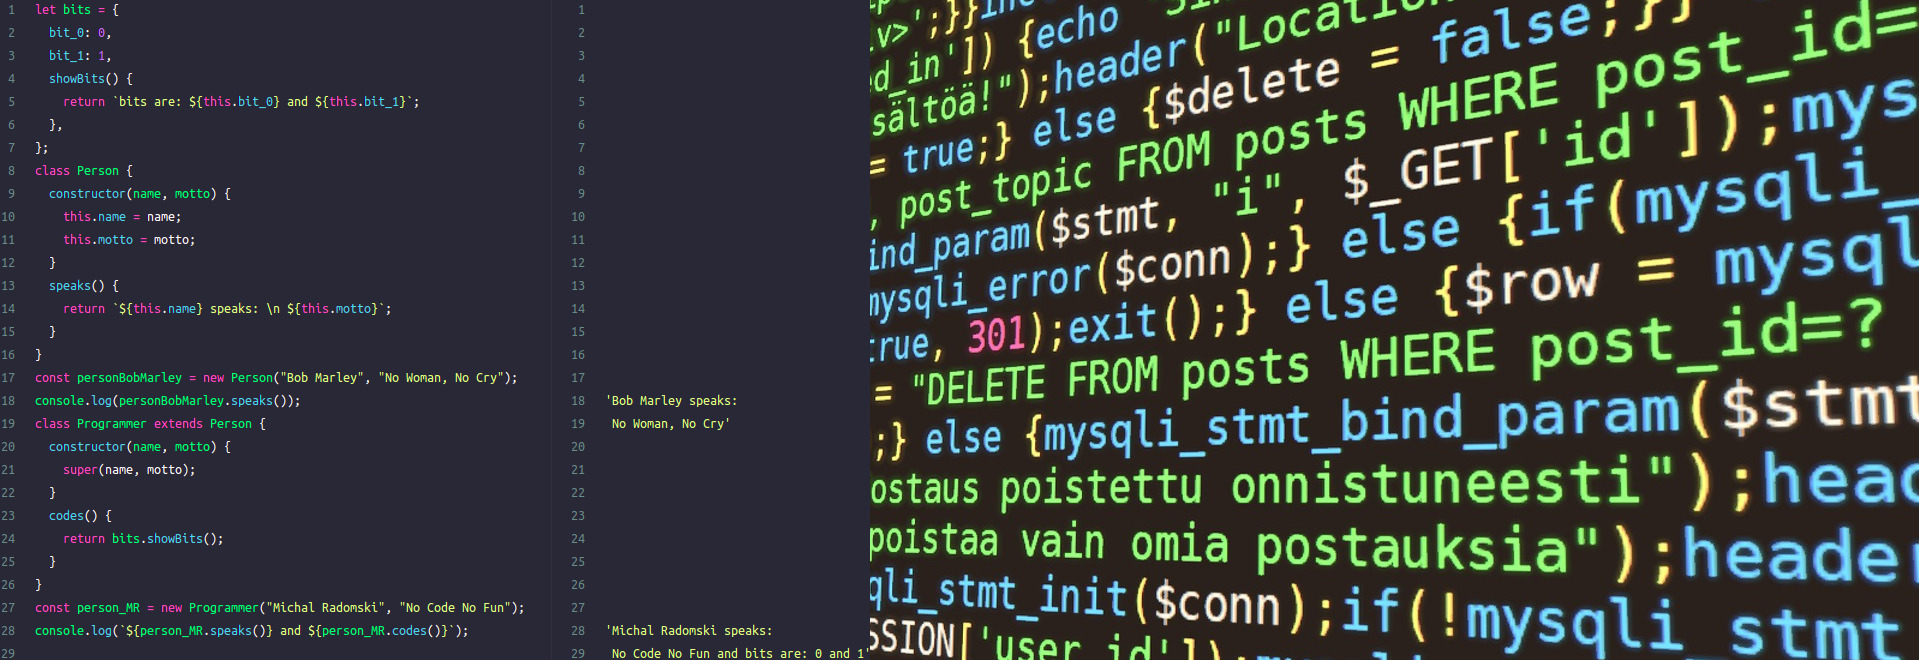 1 let bits = {
2 bit_0: 0,
3 bit_1: 1,
4 showBits() {
5 return `bits are: ${this.bit_0} and ${this.bit_1}`;
6 },
7 };
8 class Person {
9 constructor(name, motto) {
10 this.name = name;
11 this.motto = motto;
12 }
13 speaks() {
14 return `${this.name} speaks: \n ${this.motto}`;
15 }
16 }
17 const personBobMarley = new Person("Bob Marley", "No Woman, No Cry");
18 console.log(personBobMarley.speaks());
19 class Programmer extends Person {
20 constructor(name, motto) {
21 super(name, motto);
22 }
23 codes() {
24 return bits.showBits();
25 }
26 }
27 const person_MR = new Programmer("Michal Radomski", "No Code No Fun");
28 console.log(`${person_MR.speaks()} and ${person_MR.codes()}`);
29
1
2
3
4
5
6
7
8
9
10
11
12
13
14
15
16
17
18 'Bob Marley speaks:
19 No Woman, No Cry'
20
21
22
23
24
25
26
27
28 'Michal Radomski speaks:
29 No Code No Fun and bits are: 0 and 1'
v>';}}
ed_in']) {echo
sältöä!");header("Location
= true;} else {$delete = false;}}
, post_topic FROM posts WHERE post_id=
ind_param($stmt, "i", $_GET['id']);mys
mysqli_error($conn);} else {if(mysqli_
true, 301);exit();} else {$row = mysql
= "DELETE FROM posts WHERE post_id=?
;} else {mysqli_stmt_bind_param($stmt
ostaus poistettu onnistuneesti");head
poistaa vain omia postauksia");header
qli_stmt_init($conn);if(!mysqli_stmt
SSION['user_id']);